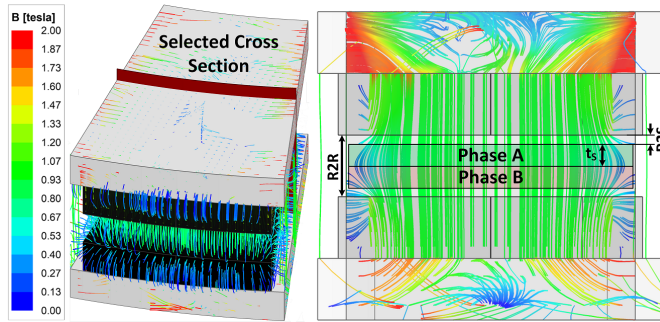 B [tesla]
2.00
1.87
1.73
1.60
1.47
1.33
1.20
1.07
0.93
0.80
0.67
0.53
0.40
0.27
0.13
0.00
Selected Cross
Section
R2R
Phase A
Phase B
tS